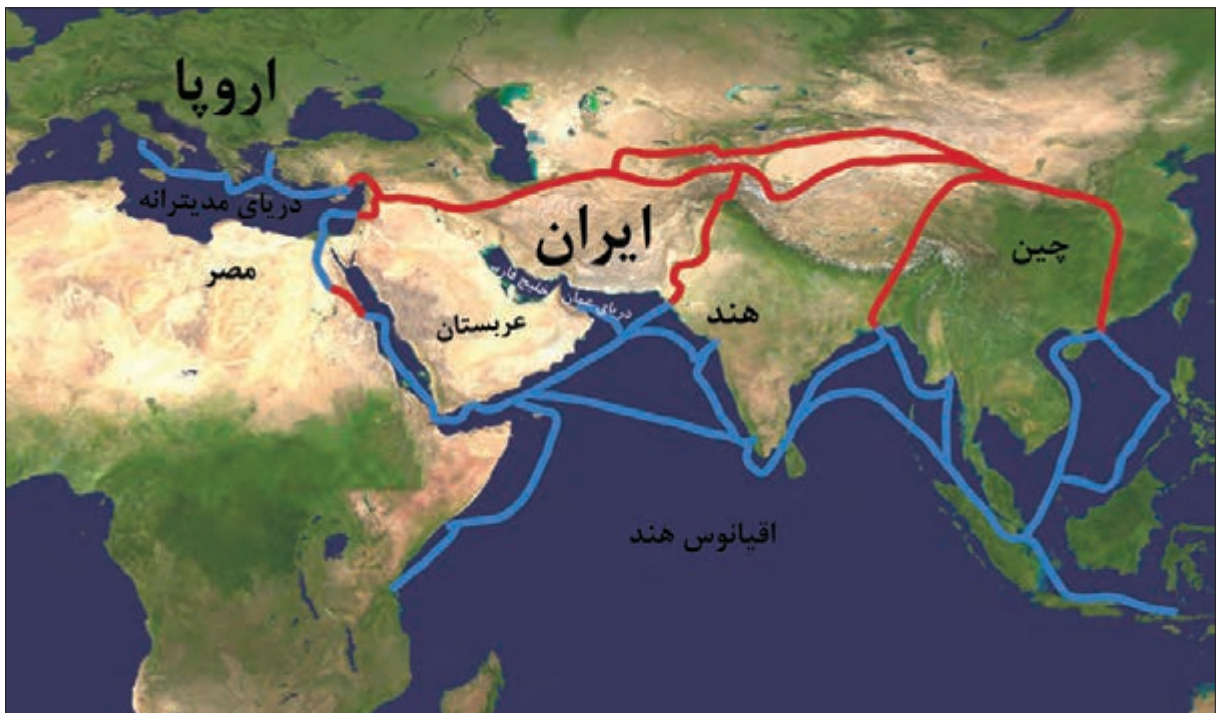 اروپا
دریای مدیترانه
مصر
ایران
چین
خلیج فارس
دریای عمان
عربستان
هند
اقیانوس هند